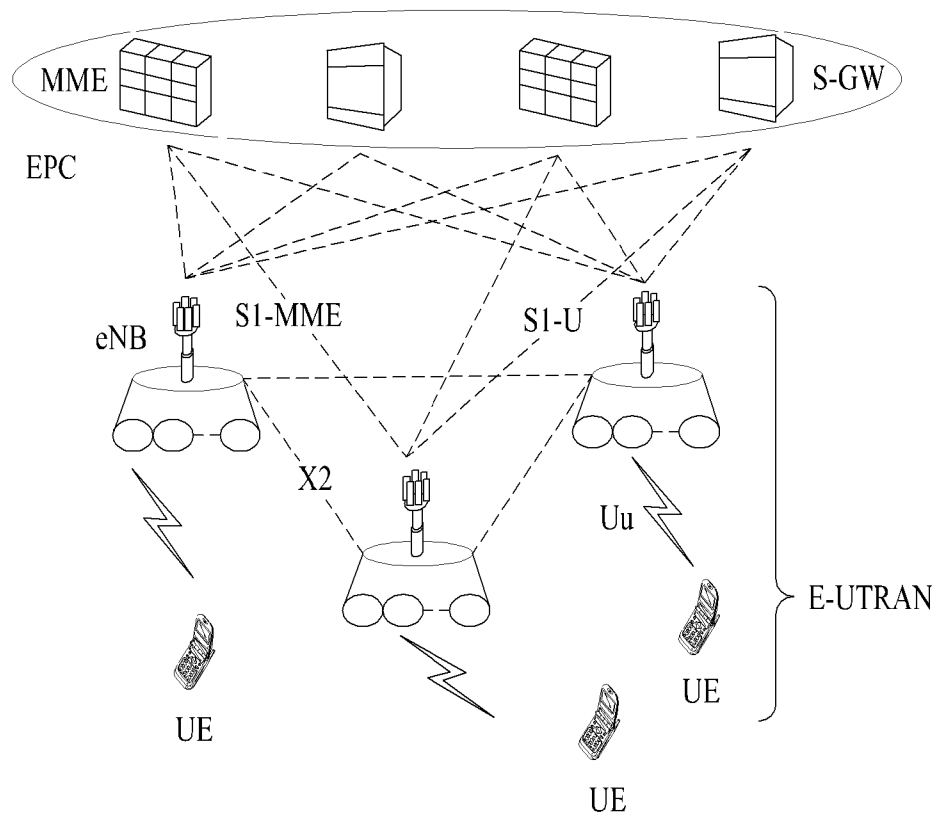 MME
S-GW
EPC
S1-MME
S1-U
eNB
X2
Uu
E-UTRAN
UE
UE
UE